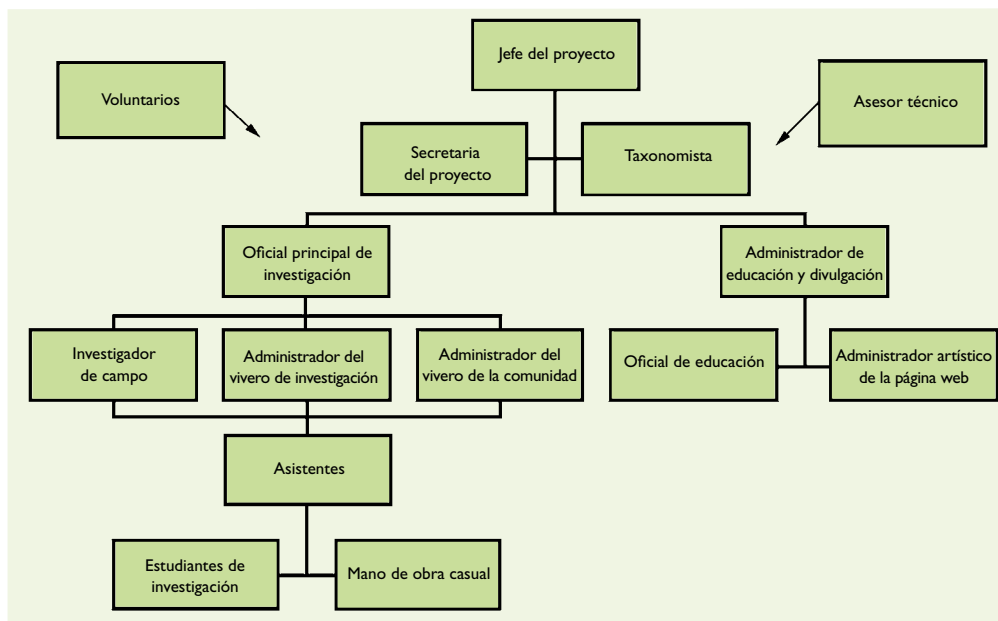 Jefe del proyecto
Voluntarios
Asesor técnico
Secretaria
del proyecto
Taxonomista
Oficial principal de
investigación
Administrador de
educación y divulgación
Investigador
de campo
Administrador del
vivero de investigación
Administrador del
vivero de la comunidad
Oficial de educación
Administrador artístico
de la página web
Asistentes
Estudiantes de
investigación
Mano de obra casual